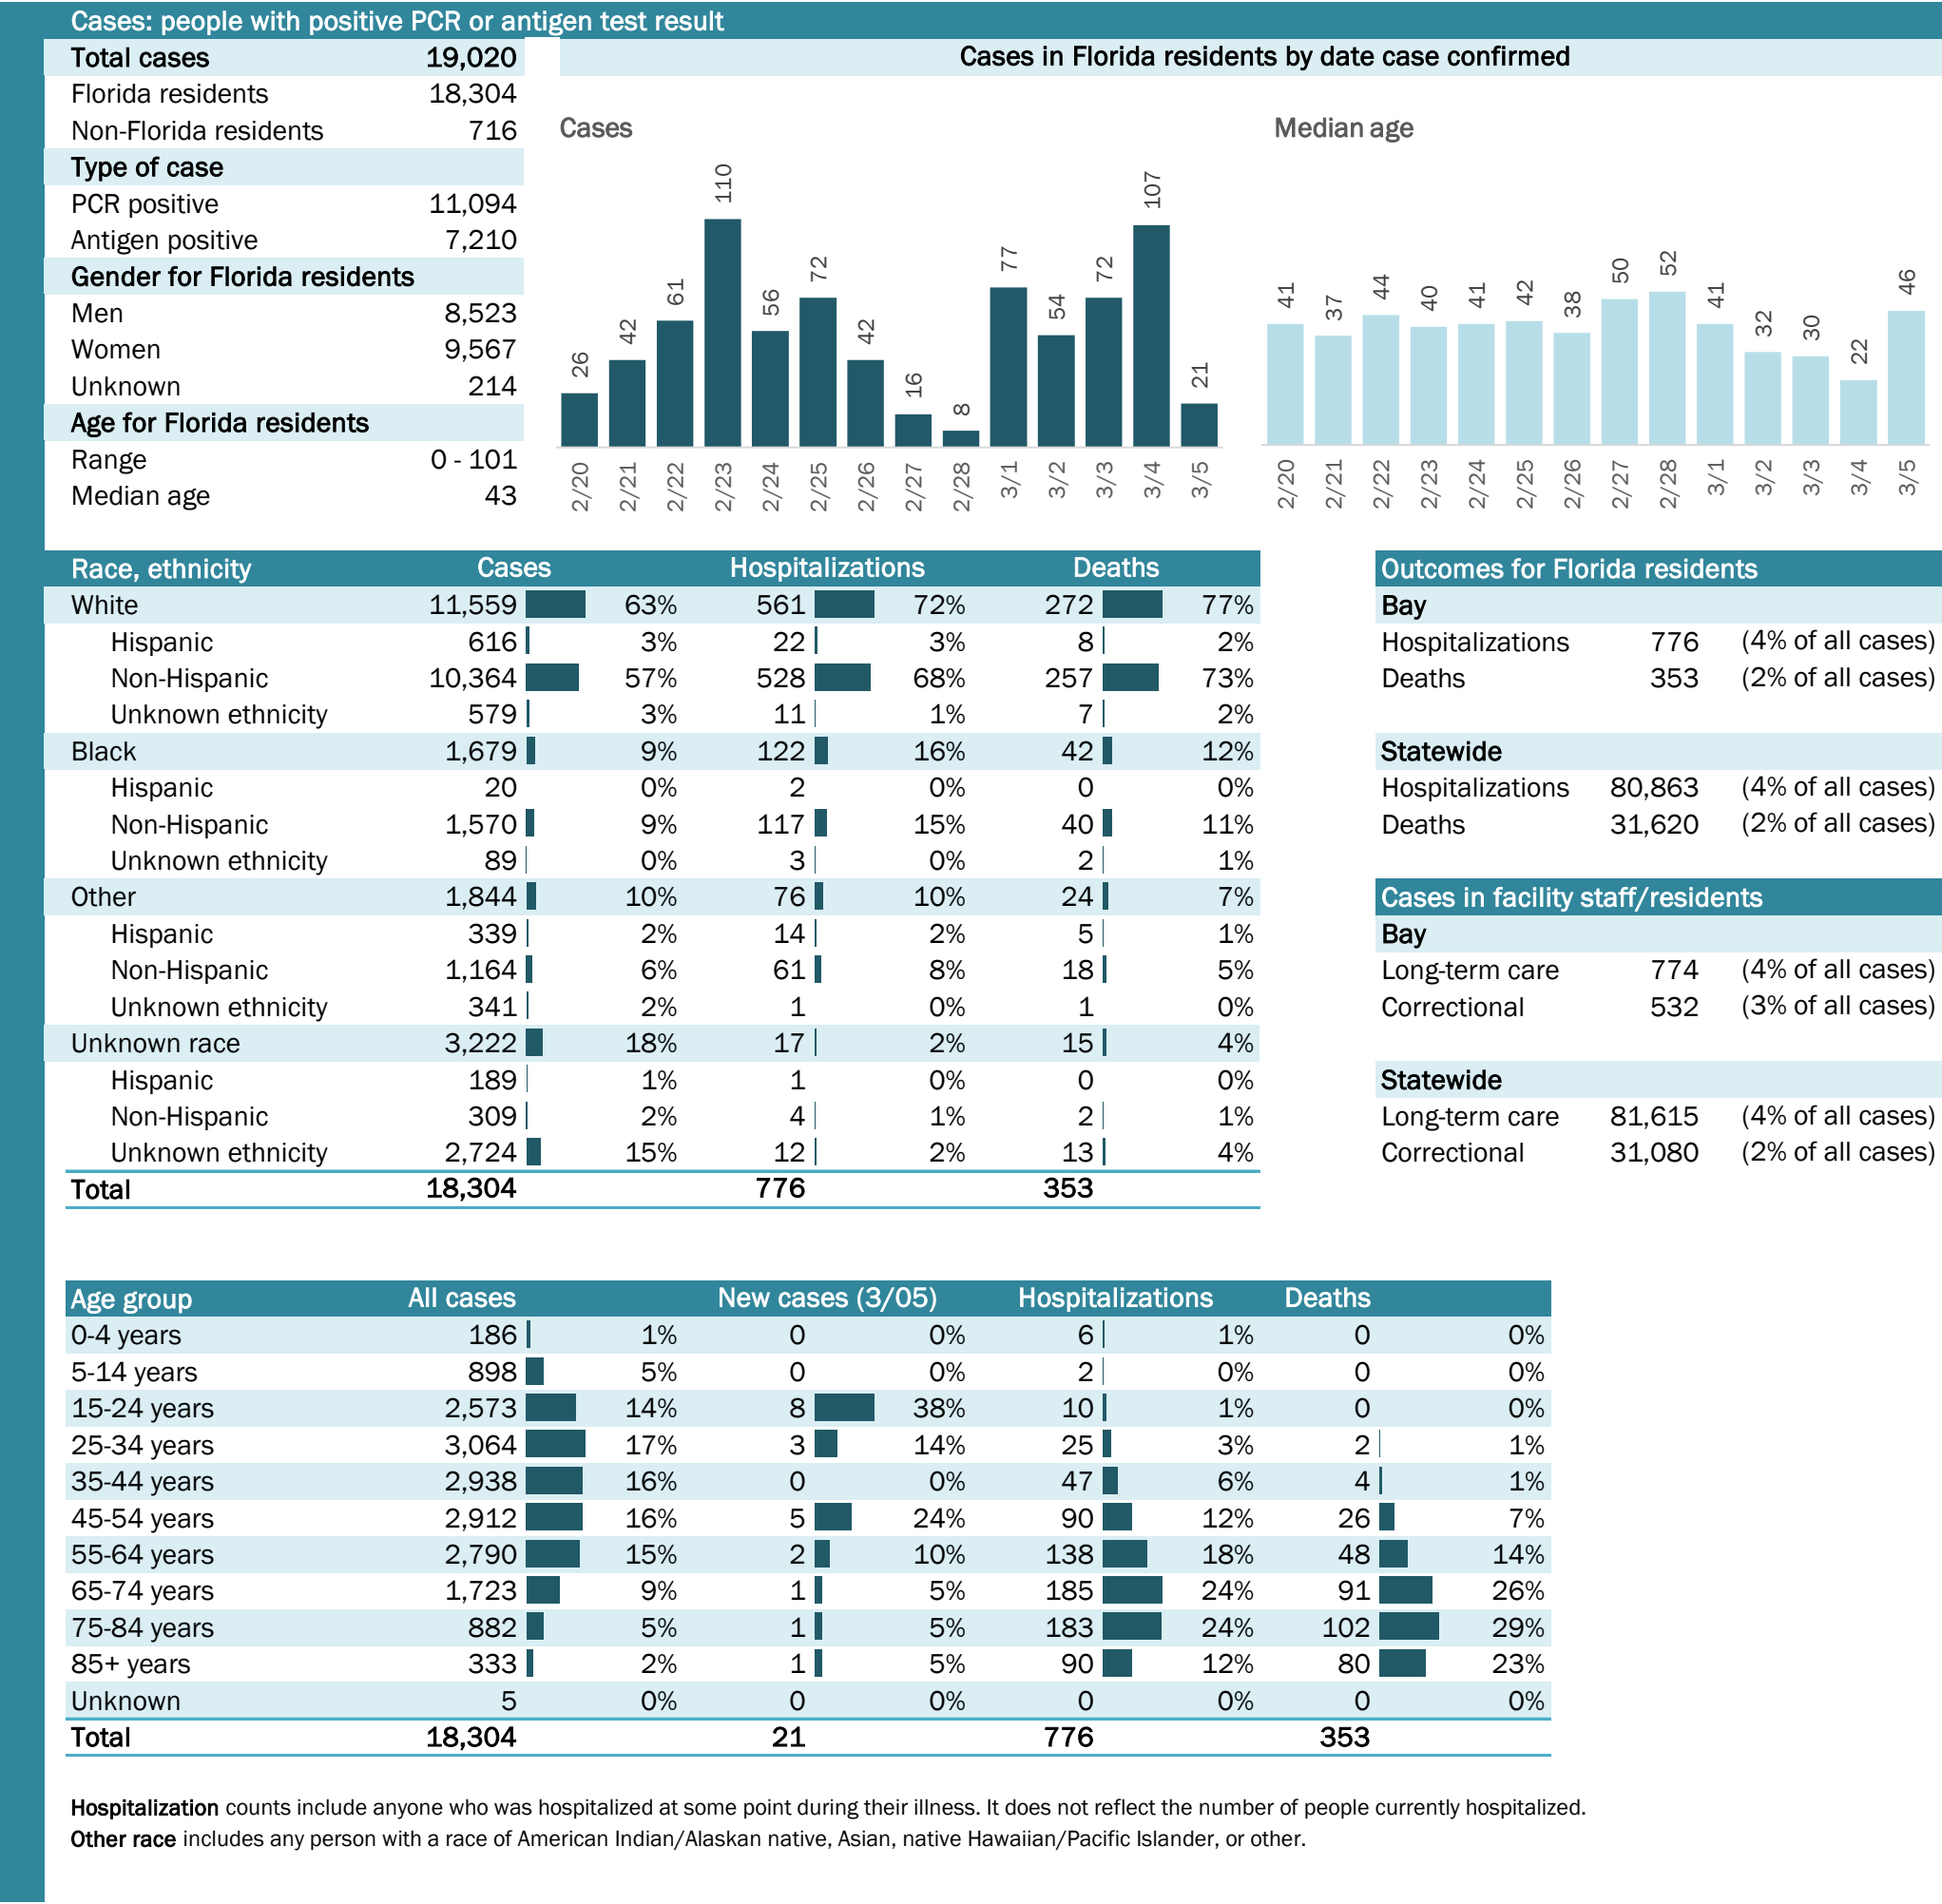 Cases: people with positive PCR or antigen test result
Total cases 19,020
Florida residents 18,304
Non-Florida residents 716
Type of case
PCR positive 11,094
Antigen positive 7,210
Gender for Florida residents
Men 8,523
Women 9,567
Unknown 214
Age for Florida residents
Range 0 - 101
Median age 43
Cases in Florida residents by date case confirmed
Cases
26 42 61 110 56 72 42 16 8 77 54 72 107 21
2/20 2/21 2/22 2/23 2/24 2/25 2/26 2/27 2/28 3/1 3/2 3/3 3/4 3/5
Median age
41 37 44 40 41 42 38 50 52 41 32 30 22 46
2/20 2/21 2/22 2/23 2/24 2/25 2/26 2/27 2/28 3/1 3/2 3/3 3/4 3/5
Race, ethnicity Cases Hospitalizations Deaths
White 11,559 63% 561 72% 272 77%
Hispanic 616 3% 22 3% 8 2%
Non-Hispanic 10,364 57% 528 68% 257 73%
Unknown ethnicity 579 3% 11 1% 7 2%
Black 1,679 9% 122 16% 42 12%
Hispanic 20 0% 2 0% 0 0%
Non-Hispanic 1,570 9% 117 15% 40 11%
Unknown ethnicity 89 0% 3 0% 2 1%
Other 1,844 10% 76 10% 24 7%
Hispanic 339 2% 14 2% 5 1%
Non-Hispanic 1,164 6% 61 8% 18 5%
Unknown ethnicity 341 2% 1 0% 1 0%
Unknown race 3,222 18% 17 2% 15 4%
Hispanic 189 1% 1 0% 0 0%
Non-Hispanic 309 2% 4 1% 2 1%
Unknown ethnicity 2,724 15% 12 2% 13 4%
Total 18,304 776 353
Outcomes for Florida residents
Bay
Hospitalizations 776 (4% of all cases)
Deaths 353 (2% of all cases)
Statewide
Hospitalizations 80,863 (4% of all cases)
Deaths 31,620 (2% of all cases)
Cases in facility staff/residents
Bay
Long-term care 774 (4% of all cases)
Correctional 532 (3% of all cases)
Statewide
Long-term care 81,615 (4% of all cases)
Correctional 31,080 (2% of all cases)
Age group All cases New cases (3/05) Hospitalizations Deaths
0-4 years 186 1% 0 0% 6 1% 0 0%
5-14 years 898 5% 0 0% 2 0% 0 0%
15-24 years 2,573 14% 8 38% 10 1% 0 0%
25-34 years 3,064 17% 3 14% 25 3% 2 1%
35-44 years 2,938 16% 0 0% 47 6% 4 1%
45-54 years 2,912 16% 5 24% 90 12% 26 7%
55-64 years 2,790 15% 2 10% 138 18% 48 14%
65-74 years 1,723 9% 1 5% 185 24% 91 26%
75-84 years 882 5% 1 5% 183 24% 102 29%
85+ years 333 2% 1 5% 90 12% 80 23%
Unknown 5 0% 0 0% 0 0% 0 0%
Total 18,304 21 776 353
Hospitalization counts include anyone who was hospitalized at some point during their illness. It does not reflect the number of people currently hospitalized.
Other race includes any person with a race of American Indian/Alaskan native, Asian, native Hawaiian/Pacific Islander, or other.